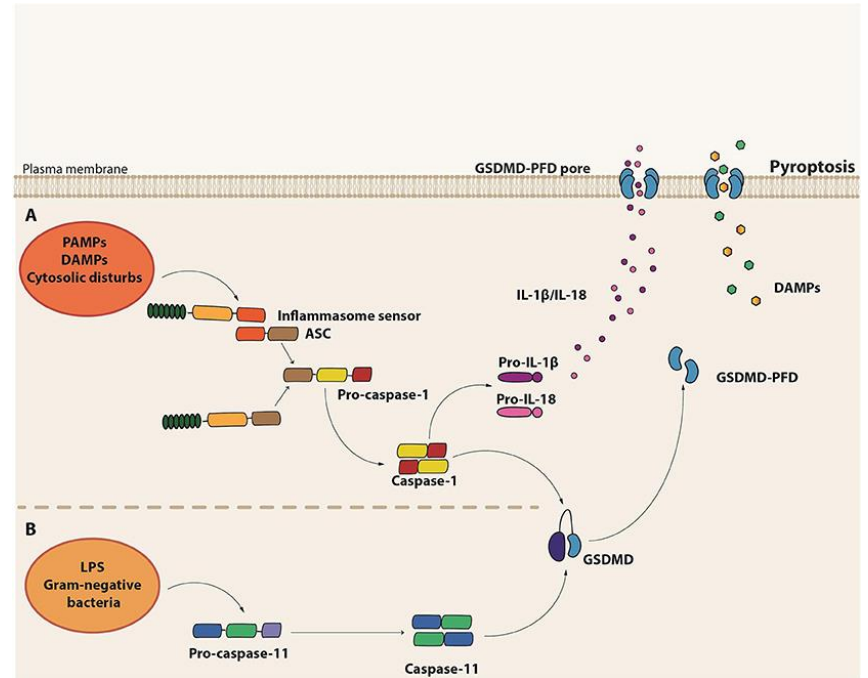 Plasma membrane
GSDMD-PFD pore
Pyroptosis
A
PAMPs
DAMPs
Cytosolic disturbs
Inflammasome sensor
ASC
Pro-caspase-1
Caspase-1
IL-1β/IL-18
Pro-IL-1β
Pro-IL-18
DAMPs
GSDMD-PFD
B
LPS
Gram-negative
bacteria
Pro-caspase-11
Caspase-11
GSDMD